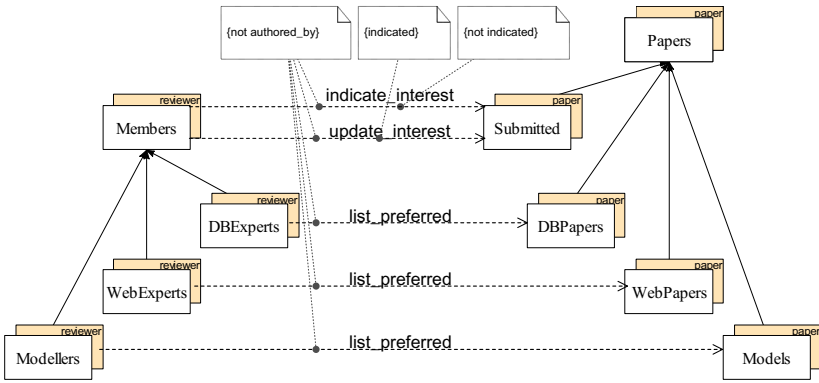 {not authored_by}
{indicated}
{not indicated}
paper
Papers
reviewer
Members
indicate_interest
update_interest
paper
Submitted
reviewer
DBExperts
list_preferred
paper
DBPapers
reviewer
WebExperts
list_preferred
paper
WebPapers
reviewer
Modellers
list_preferred
paper
Models